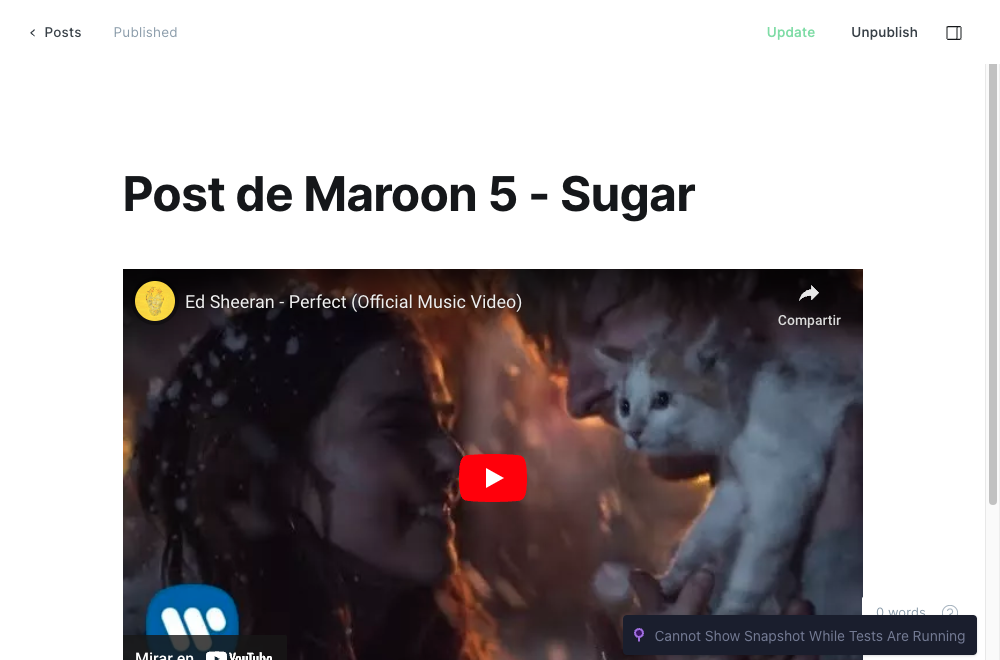 Posts
Published
Update
Unpublish
Post de Maroon 5 - Sugar
Ed Sheeran - Perfect (Official Music Video)
Compartir
0 words
?
Cannot Show Snapshot While Tests Are Running
Mirar en YouTube